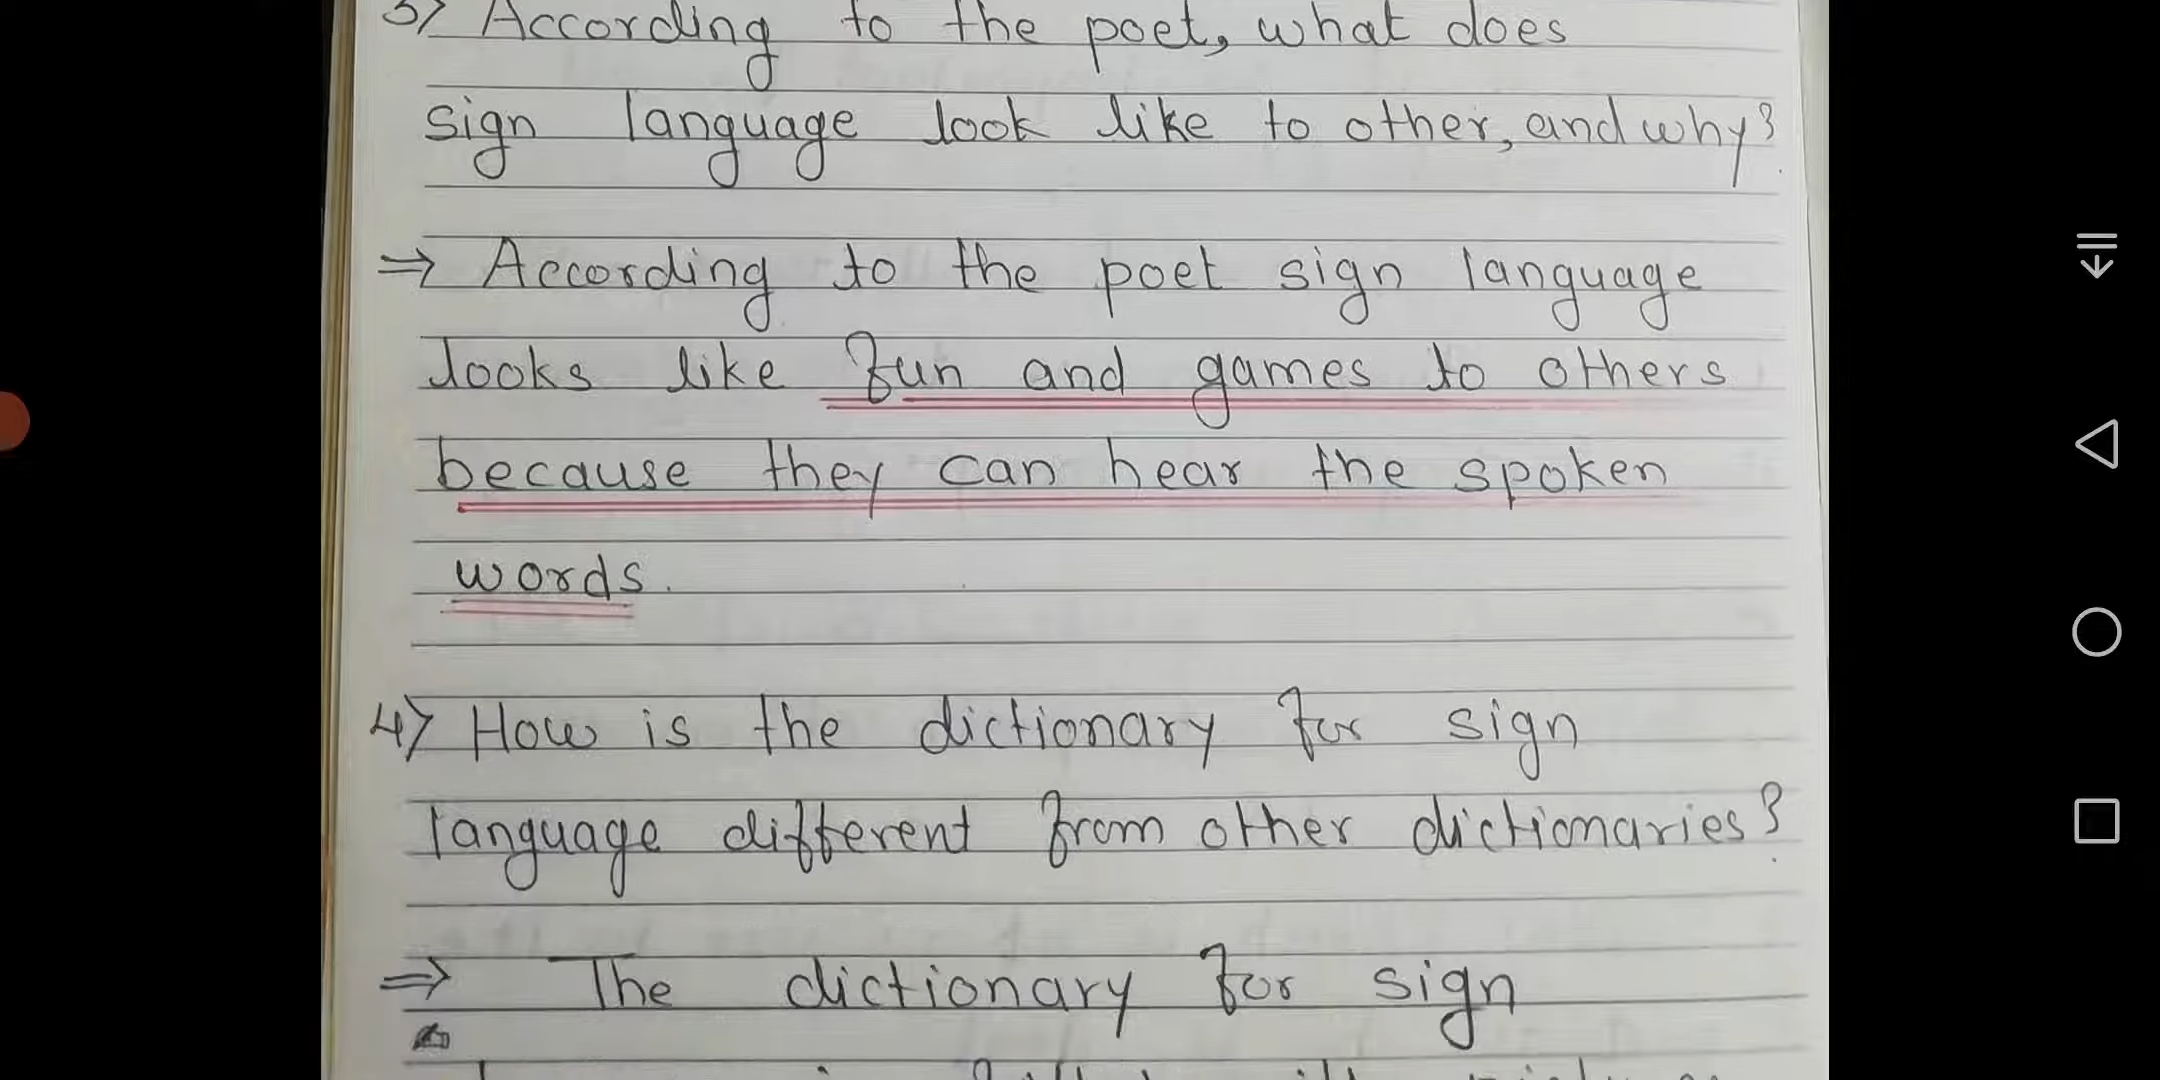 3) According to the poet, what does
sign language look like to other, and why?
⇒ According to the poet sign language
looks like fun and games to others
because they can hear the spoken
words.
4) How is the dictionary for sign
language different from other dictionaries?
⇒ The dictionary for sign